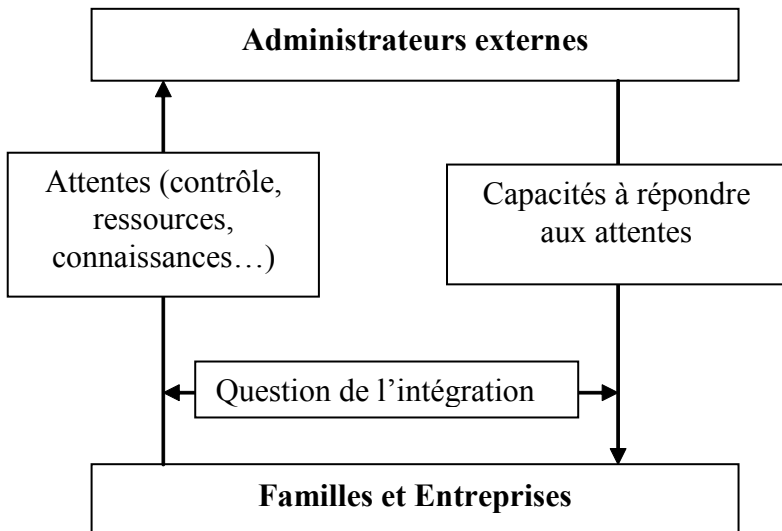 Administrateurs externes
Attentes (contrôle,
ressources,
connaissances…)
Capacités à répondre
aux attentes
Question de l’intégration
Familles et Entreprises